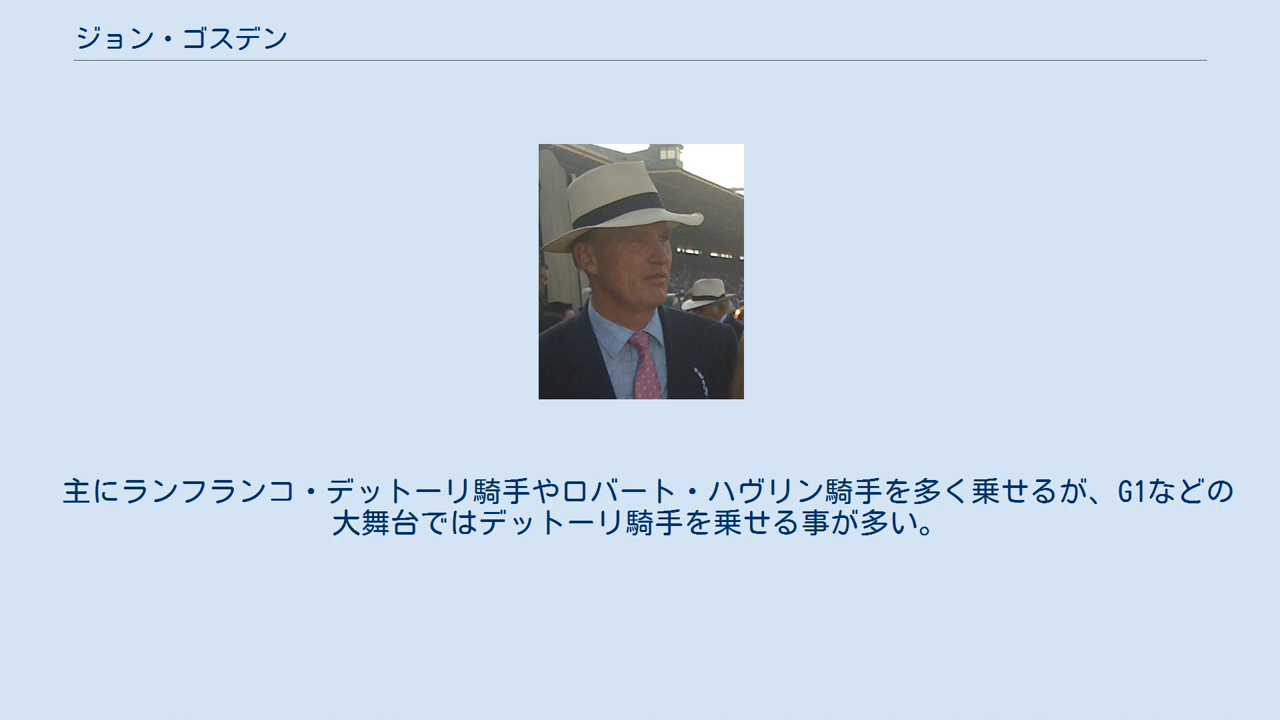 ジョン・ゴスデン
主にランフランコ・デットーリ騎手やロバート・ハヴリン騎手を多く乗せるが、G1などの
大舞台ではデットーリ騎手を乗せる事が多い。